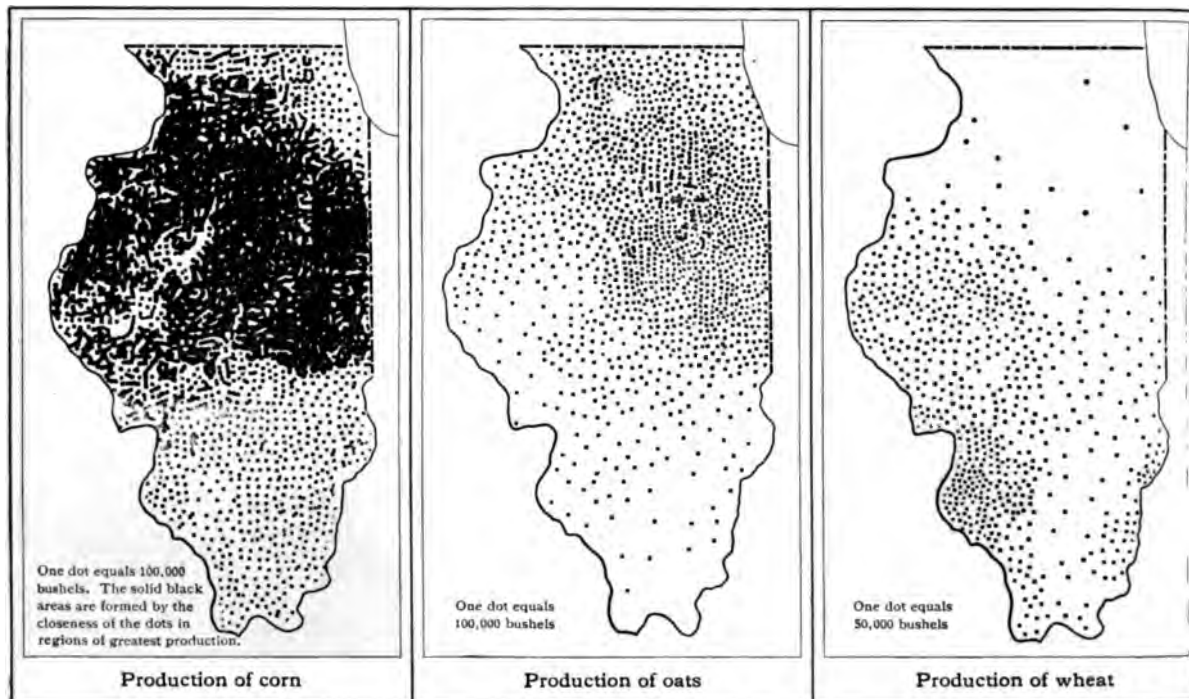 One dot equals 100,000
bushels. The solid black
areas are formed by the
closeness of the dots in
regions of greatest production.
Production of corn
One dot equals
100,000 bushels
Production of oats
One dot equals
50,000 bushels
Production of wheat